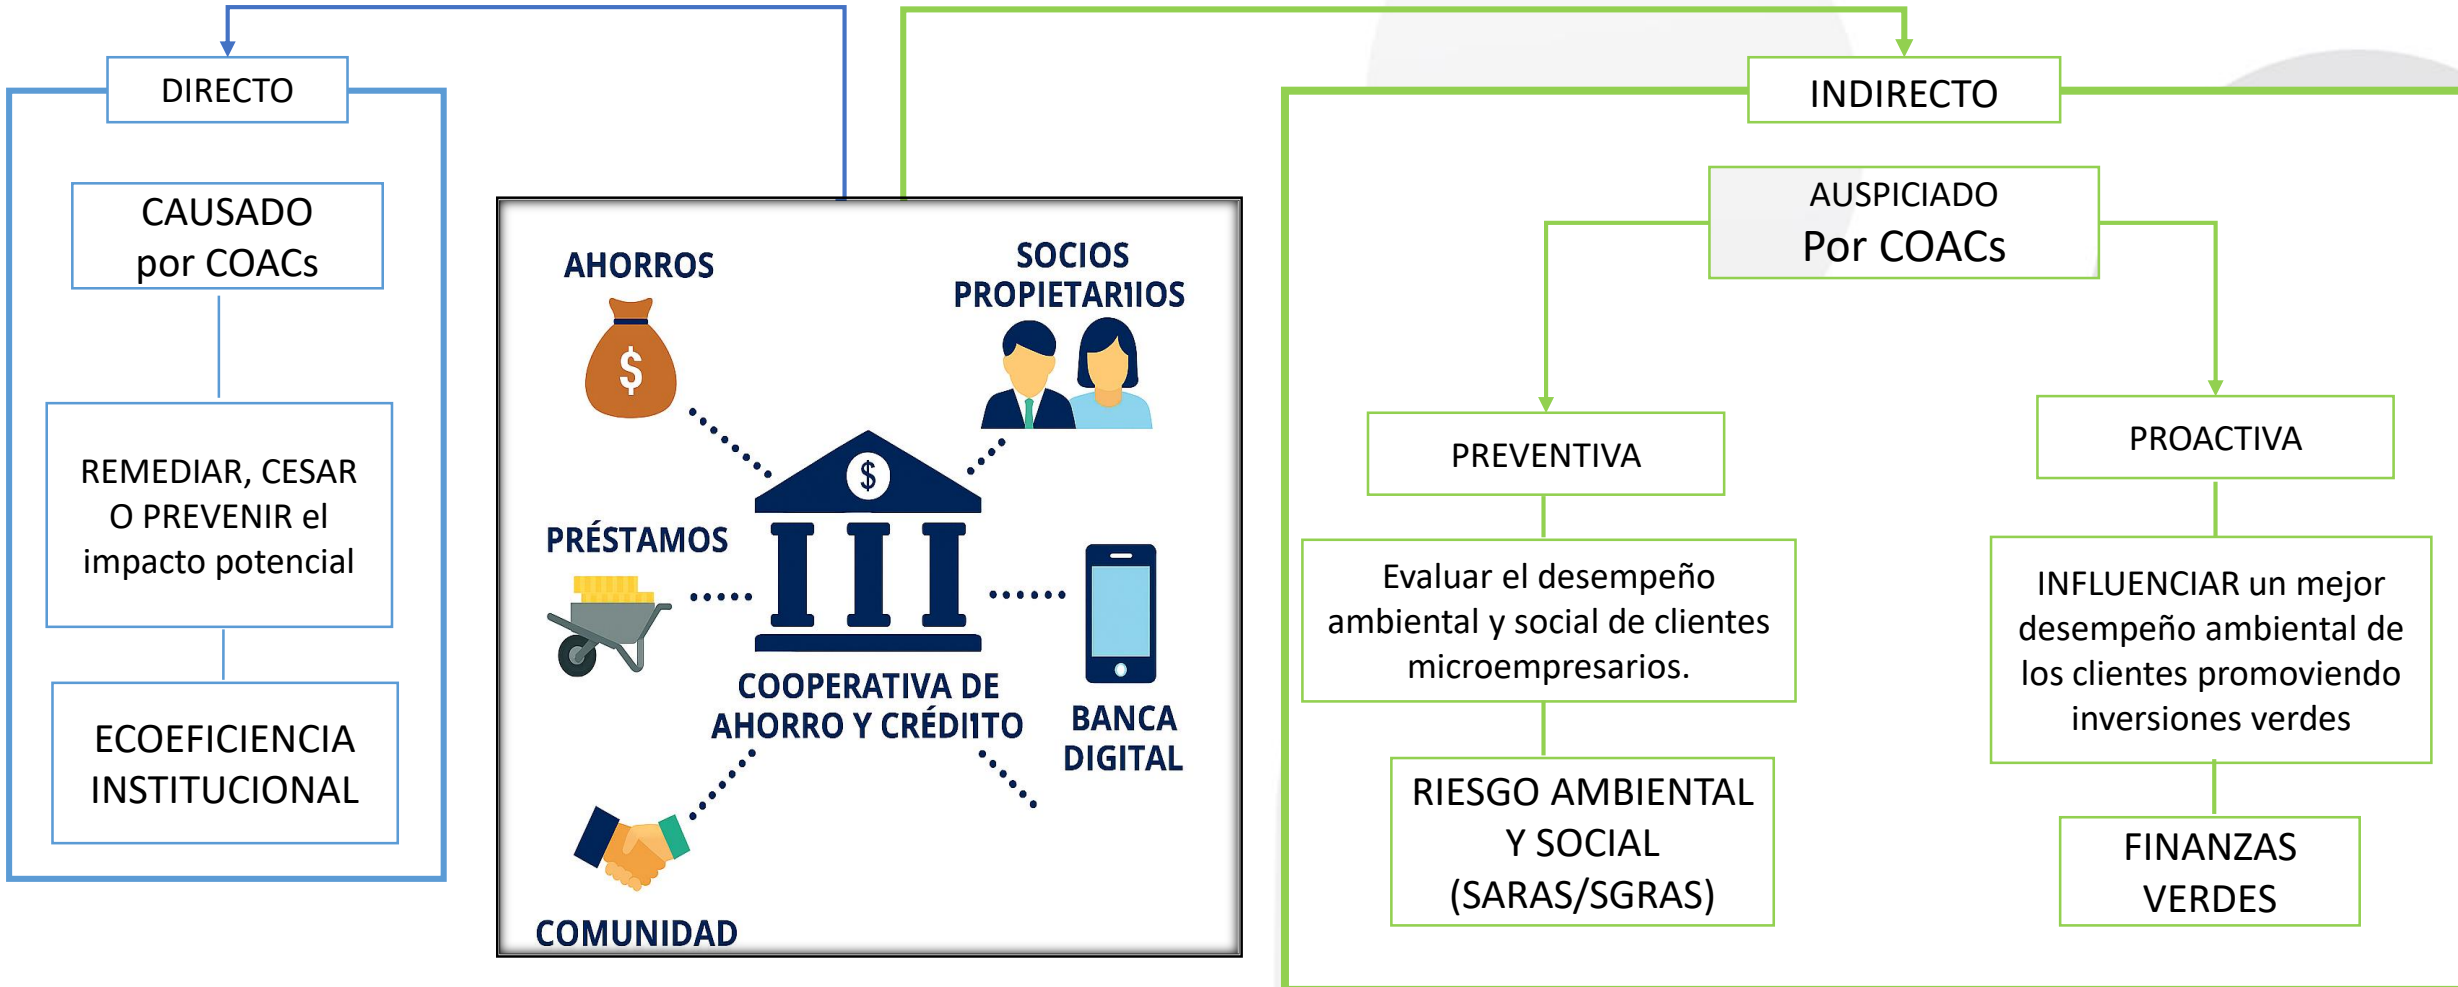 DIRECTO
CAUSADO
por COACs
REMEDIAR, CESAR
O PREVENIR el
impacto potencial
ECOEFICIENCIA
INSTITUCIONAL
AHORROS
$
SOCIOS
PROPIETAR1IOS
$
PRÉSTAMOS
COOPERATIVA DE
AHORRO Y CRÉDI1TO
BANCA
DIGITAL
COMUNIDAD
INDIRECTO
AUSPICIADO
Por COACs
PREVENTIVA
Evaluar el desempeño
ambiental y social de clientes
microempresarios.
RIESGO AMBIENTAL
Y SOCIAL
(SARAS/SGRAS)
PROACTIVA
INFLUENCIAR un mejor
desempeño ambiental de
los clientes promoviendo
inversiones verdes
FINANZAS
VERDES